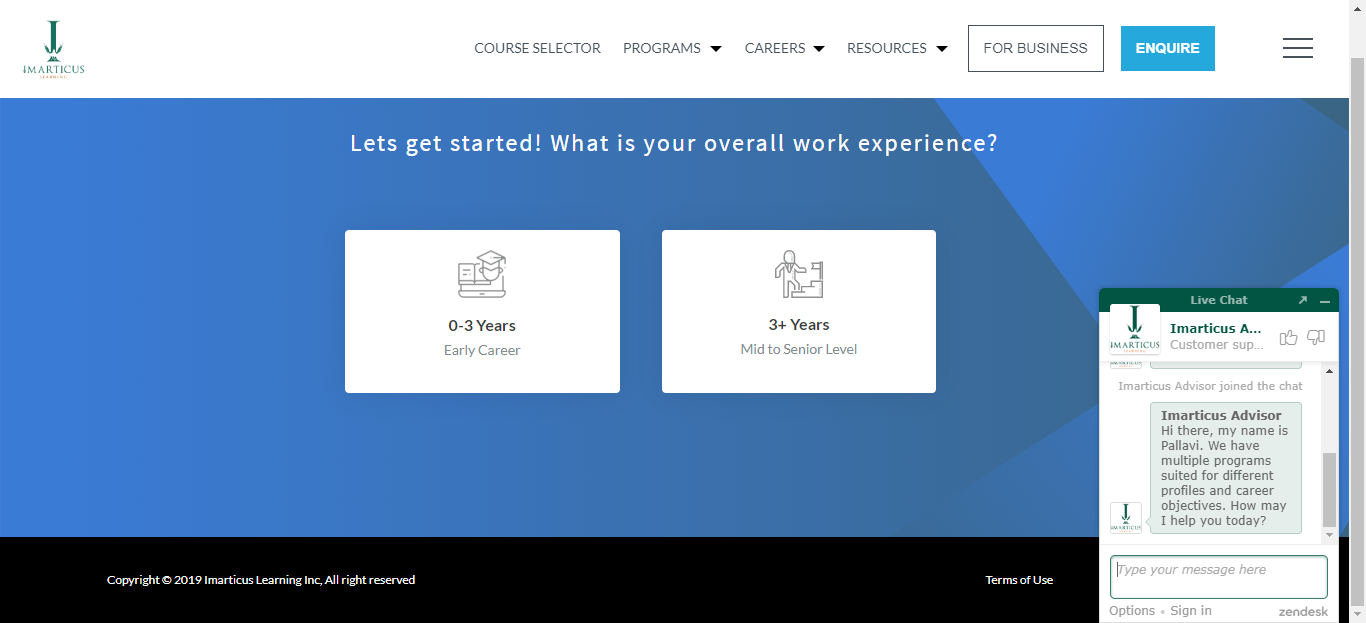 IMARTICUS
LEARNING
COURSE SELECTOR
PROGRAMS
CAREERS
RESOURCES
FOR BUSINESS
ENQUIRE
Lets get started! What is your overall work experience?
0-3 Years
Early Career
3+ Years
Mid to Senior Level
Live Chat
IMARTICUS
Imarticus A...
Customer sup...
Imarticus Advisor joined the chat
Imarticus Advisor
Hi there, my name is
Pallavi. We have
multiple programs
suited for different
profiles and career
objectives. How may
I help you today?
IMARTICUS
Type your message here
Options • Sign in
zendesk
Copyright © 2019 Imarticus Learning Inc, All right reserved
Terms of Use